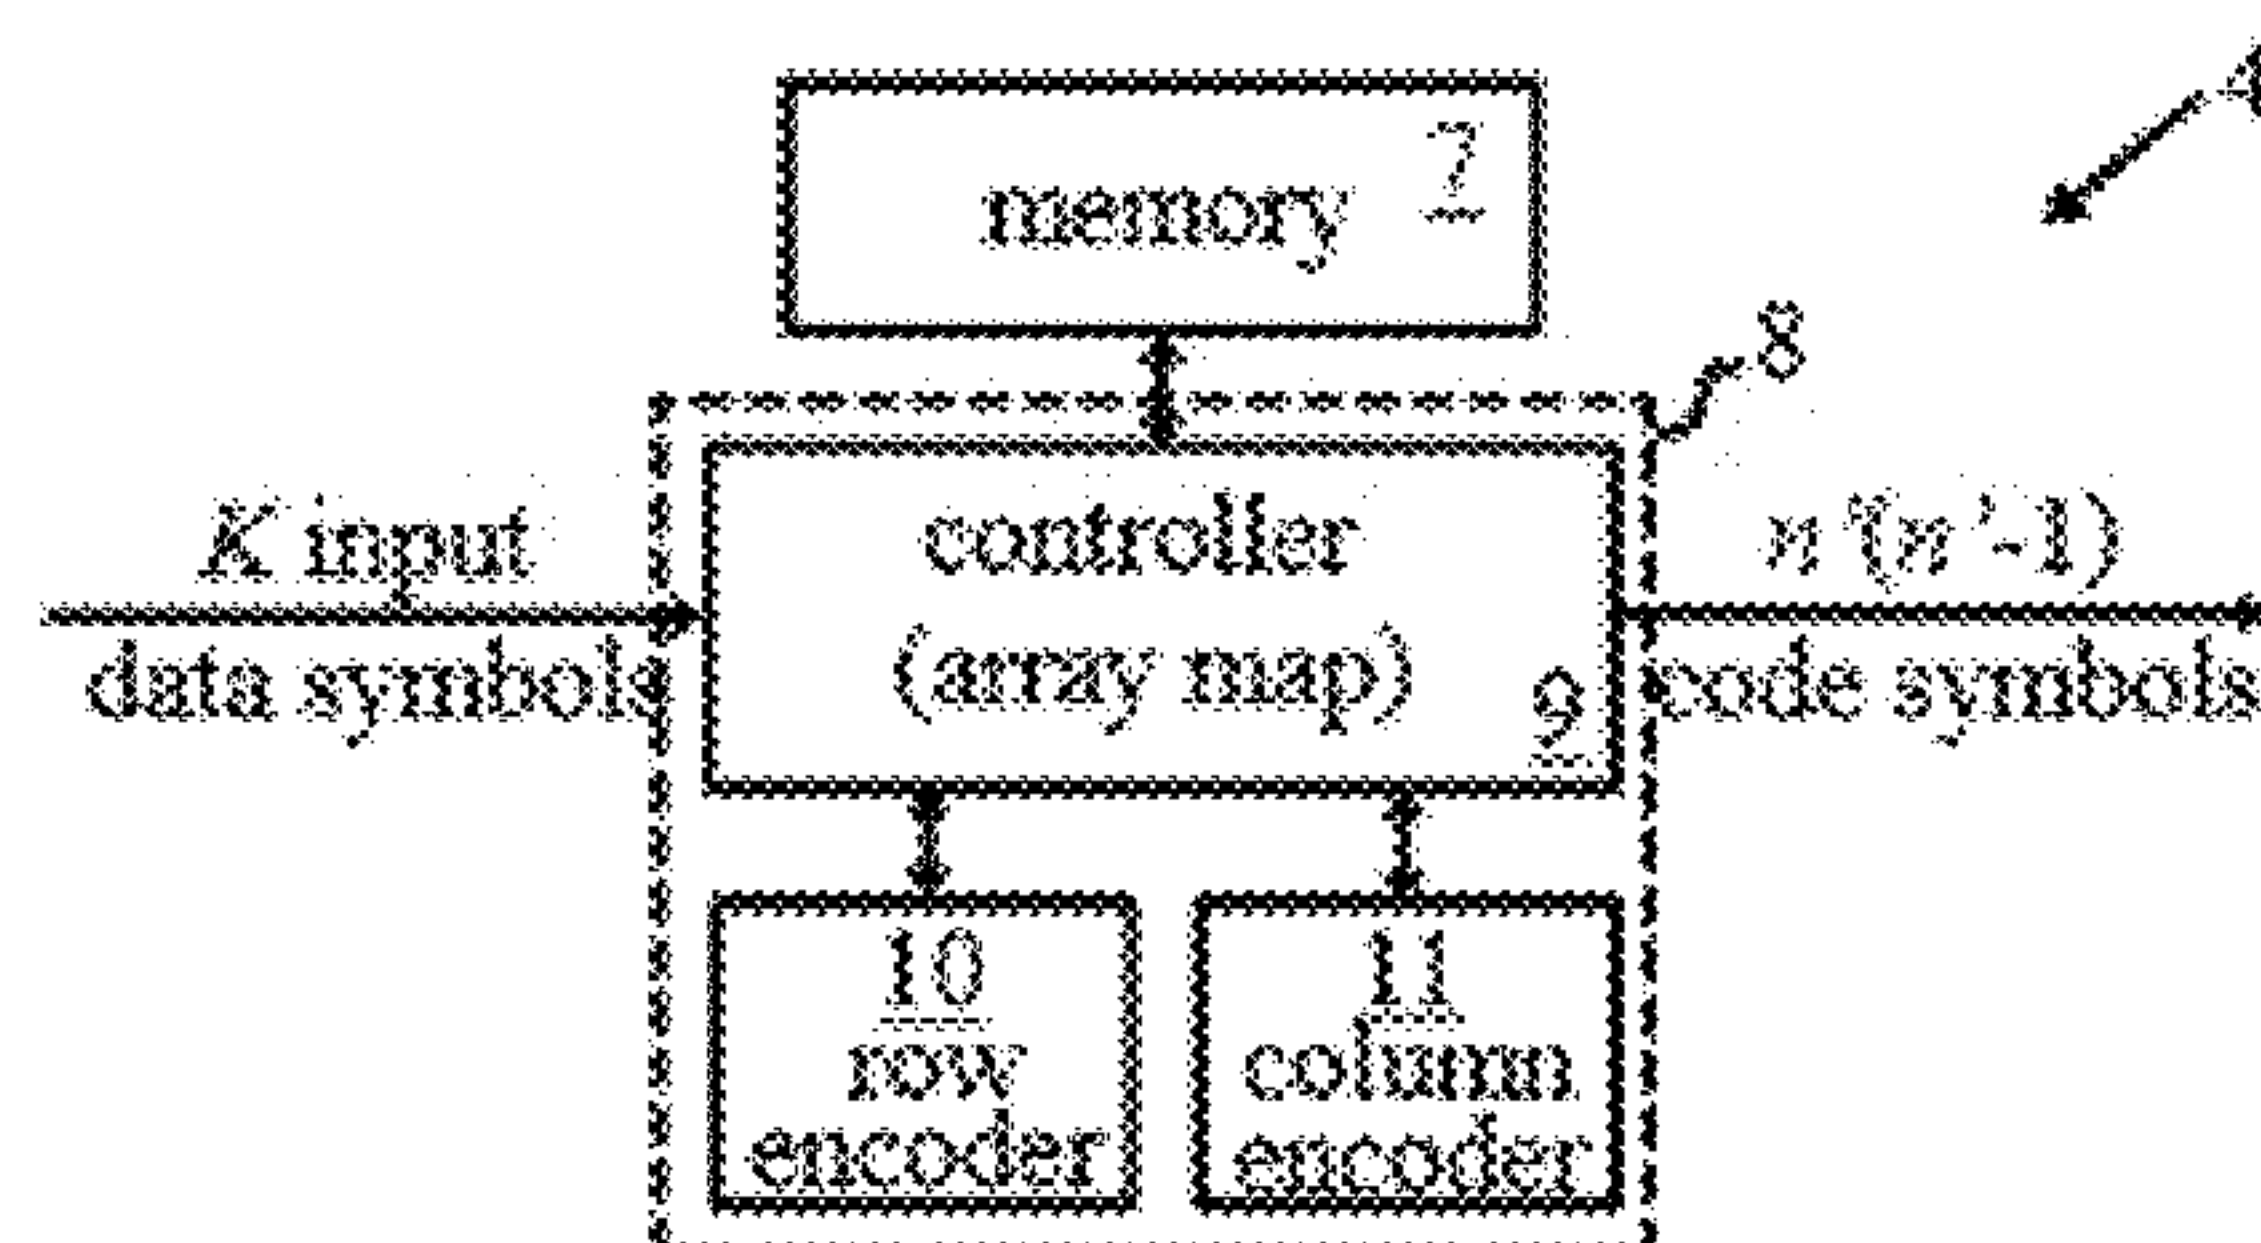 memory 7
8
K input
data symbols
controller
(array map)
9
n'(n'-1)
code symbols
10
row
encoder
11
column
encoder